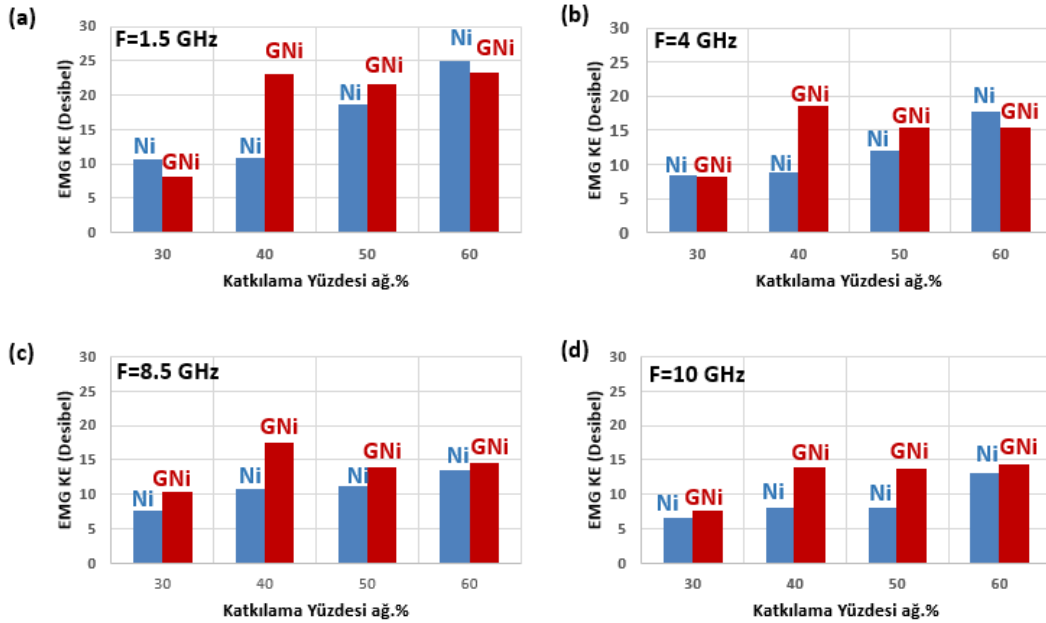 (a)
F=1.5 GHz
EMG KE (Desibel)
30
25
20
15
10
5
0
Ni
GNi
Ni
GNi
Ni
GNi
Ni
GNi
30
40
50
60
Katkılama Yüzdesi ağ.%
(b)
F=4 GHz
EMG KE (Desibel)
30
25
20
15
10
5
0
Ni
GNi
Ni
GNi
Ni
GNi
Ni
GNi
30
40
50
60
Katkılama Yüzdesi ağ.%
(c)
F=8.5 GHz
EMG KE (Desibel)
30
25
20
15
10
5
0
Ni
GNi
Ni
GNi
Ni
GNi
Ni
GNi
30
40
50
60
Katkılama Yüzdesi ağ.%
(d)
F=10 GHz
EMG KE (Desibel)
30
25
20
15
10
5
0
Ni
GNi
Ni
GNi
Ni
GNi
Ni
GNi
30
40
50
60
Katkılama Yüzdesi ağ.%